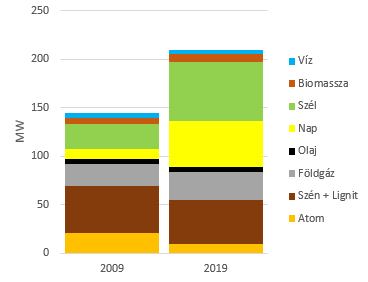 250
200
150
100
50
0
MW
2009
2019
Víz
Biomassza
Szél
Nap
Olaj
Földgáz
Szén + Lignit
Atom